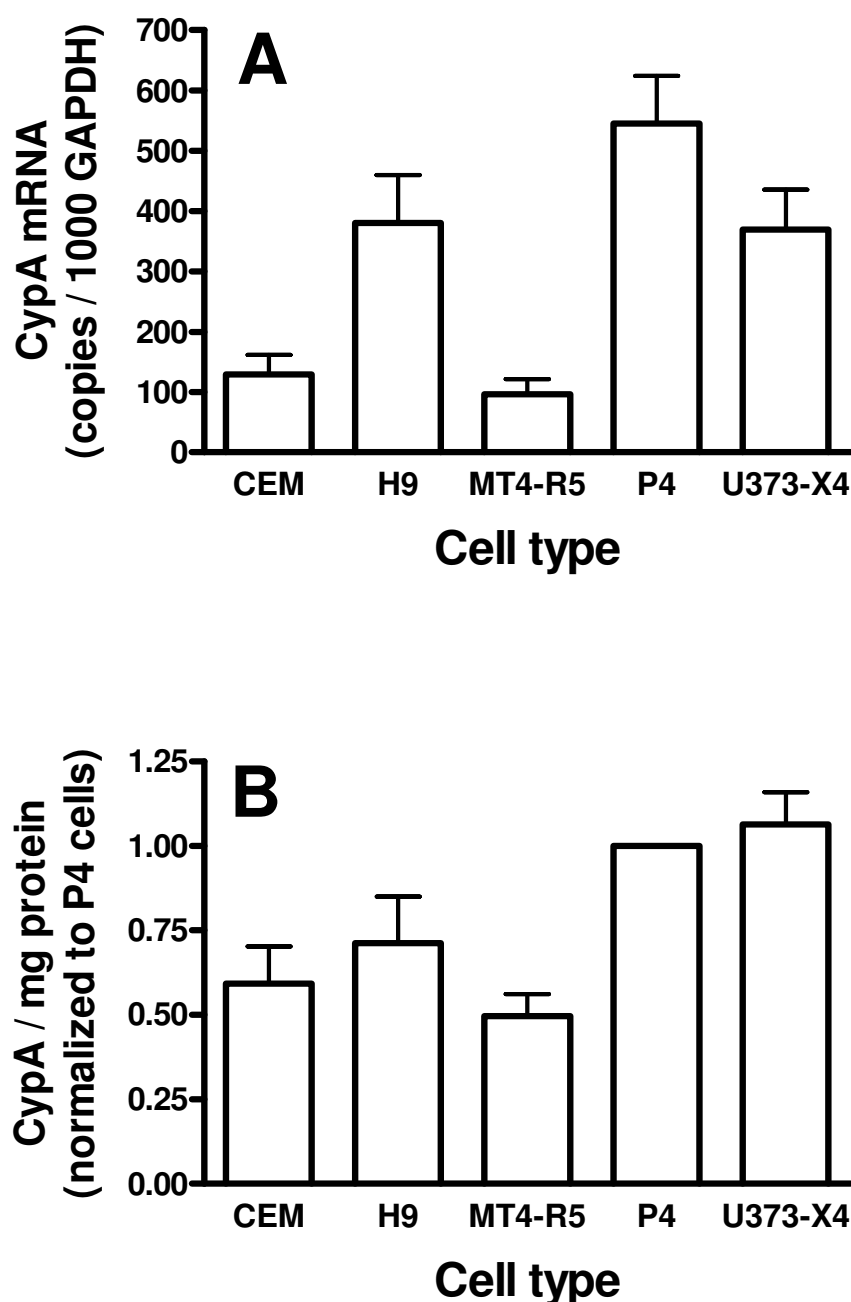 A
CypA mRNA
(copies / 1000 GAPDH)
700
600
500
400
300
200
100
0
CEM H9 MT4-R5 P4 U373-X4
Cell type
B
CypA / mg protein
(normalized to P4 cells)
1.25
1.00
0.75
0.50
0.25
0.00
CEM H9 MT4-R5 P4 U373-X4
Cell type